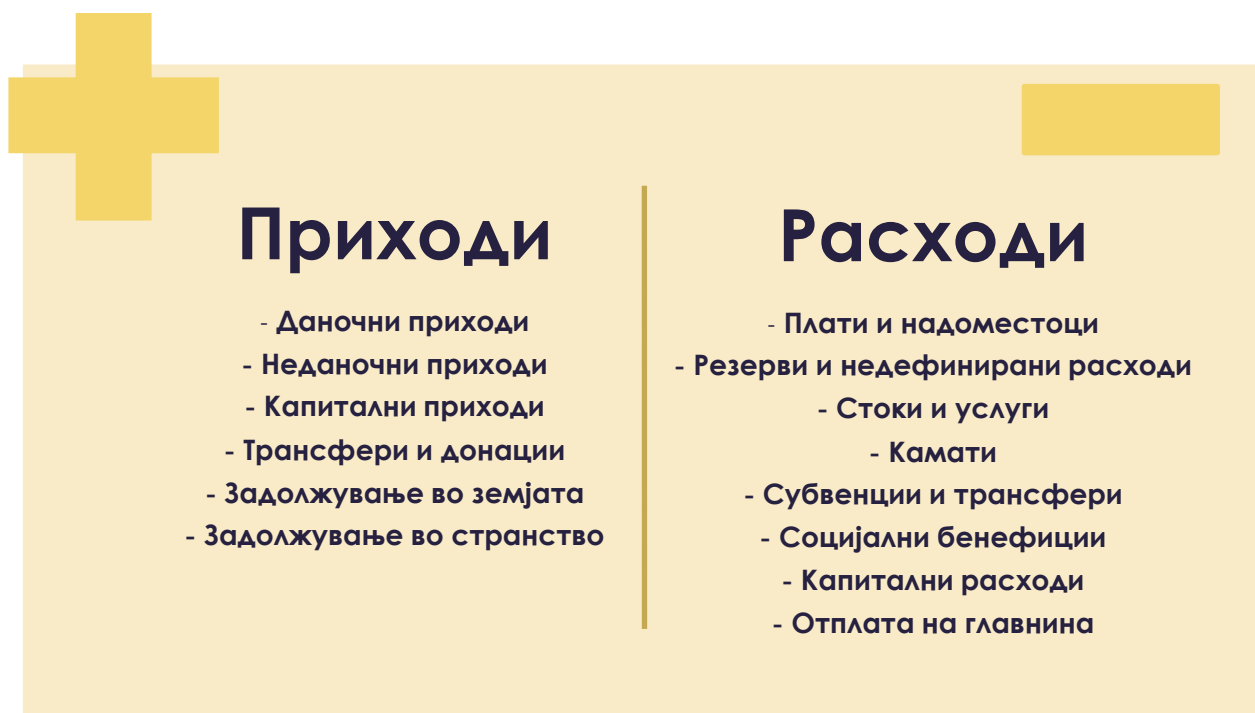 Приходи
- Даночни приходи
- Неданочни приходи
- Капитални приходи
- Трансфери и донации
- Задолжување во земјата
- Задолжување во странство
Расходи
- Плати и надоместоци
- Резерви и недефинирани расходи
- Стоки и услуги
- Камати
- Субвенции и трансфери
- Социјални бенефиции
- Капитални расходи
- Отплата на главнина